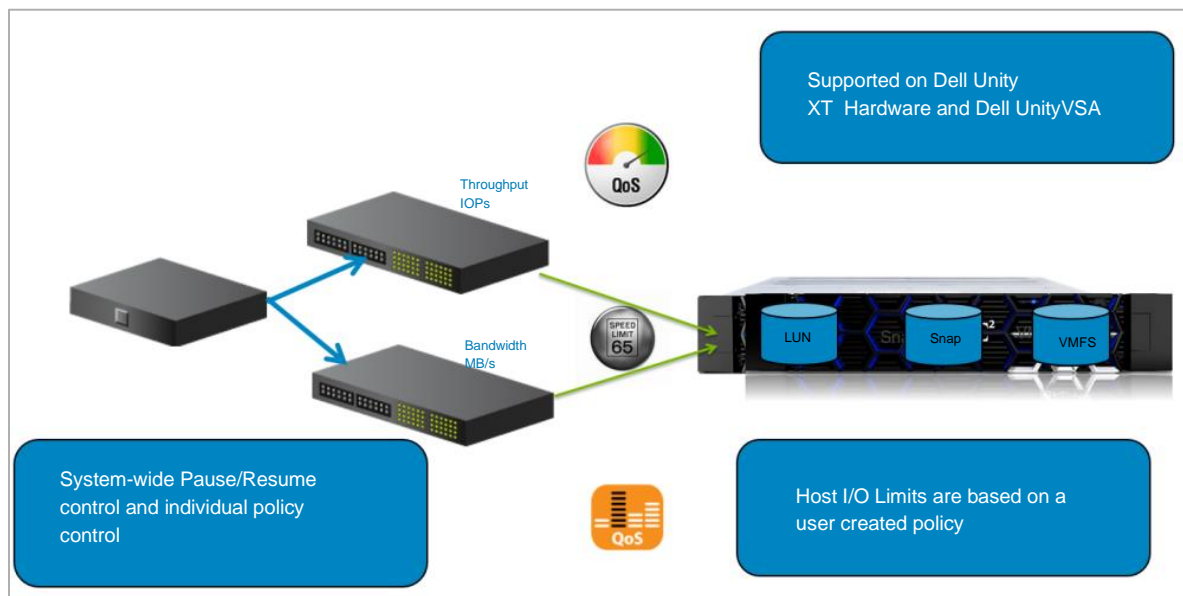 Supported on Dell Unity
XT Hardware and Dell UnityVSA
QoS
Throughput
IOPs
SPEED
LIMIT
65
Bandwidth
MB/s
LUN
Snap
VMFS
System-wide Pause/Resume
control and individual policy
control
QoS
Host I/O Limits are based on a
user created policy